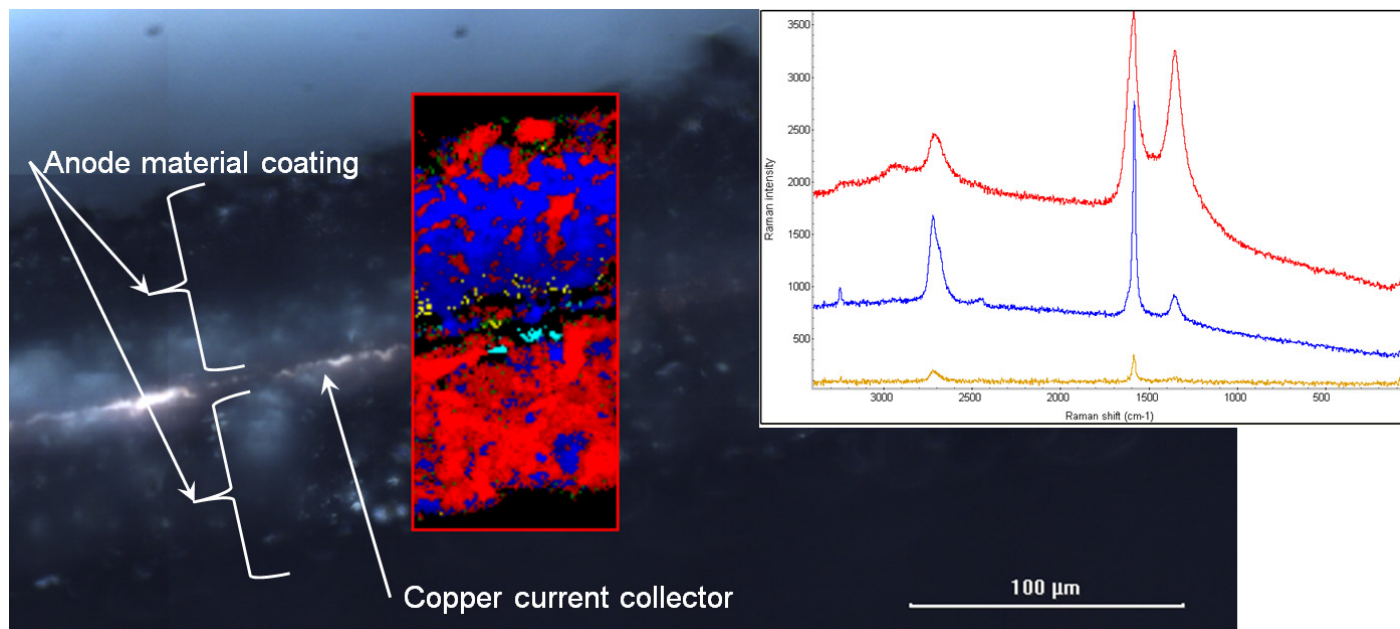 Anode material coating
Copper current collector
100 µm
Raman intensity
3500
3000
2500
2000
1500
1000
500
3000
2500
2000
1500
1000
500
Raman shift (cm-1)